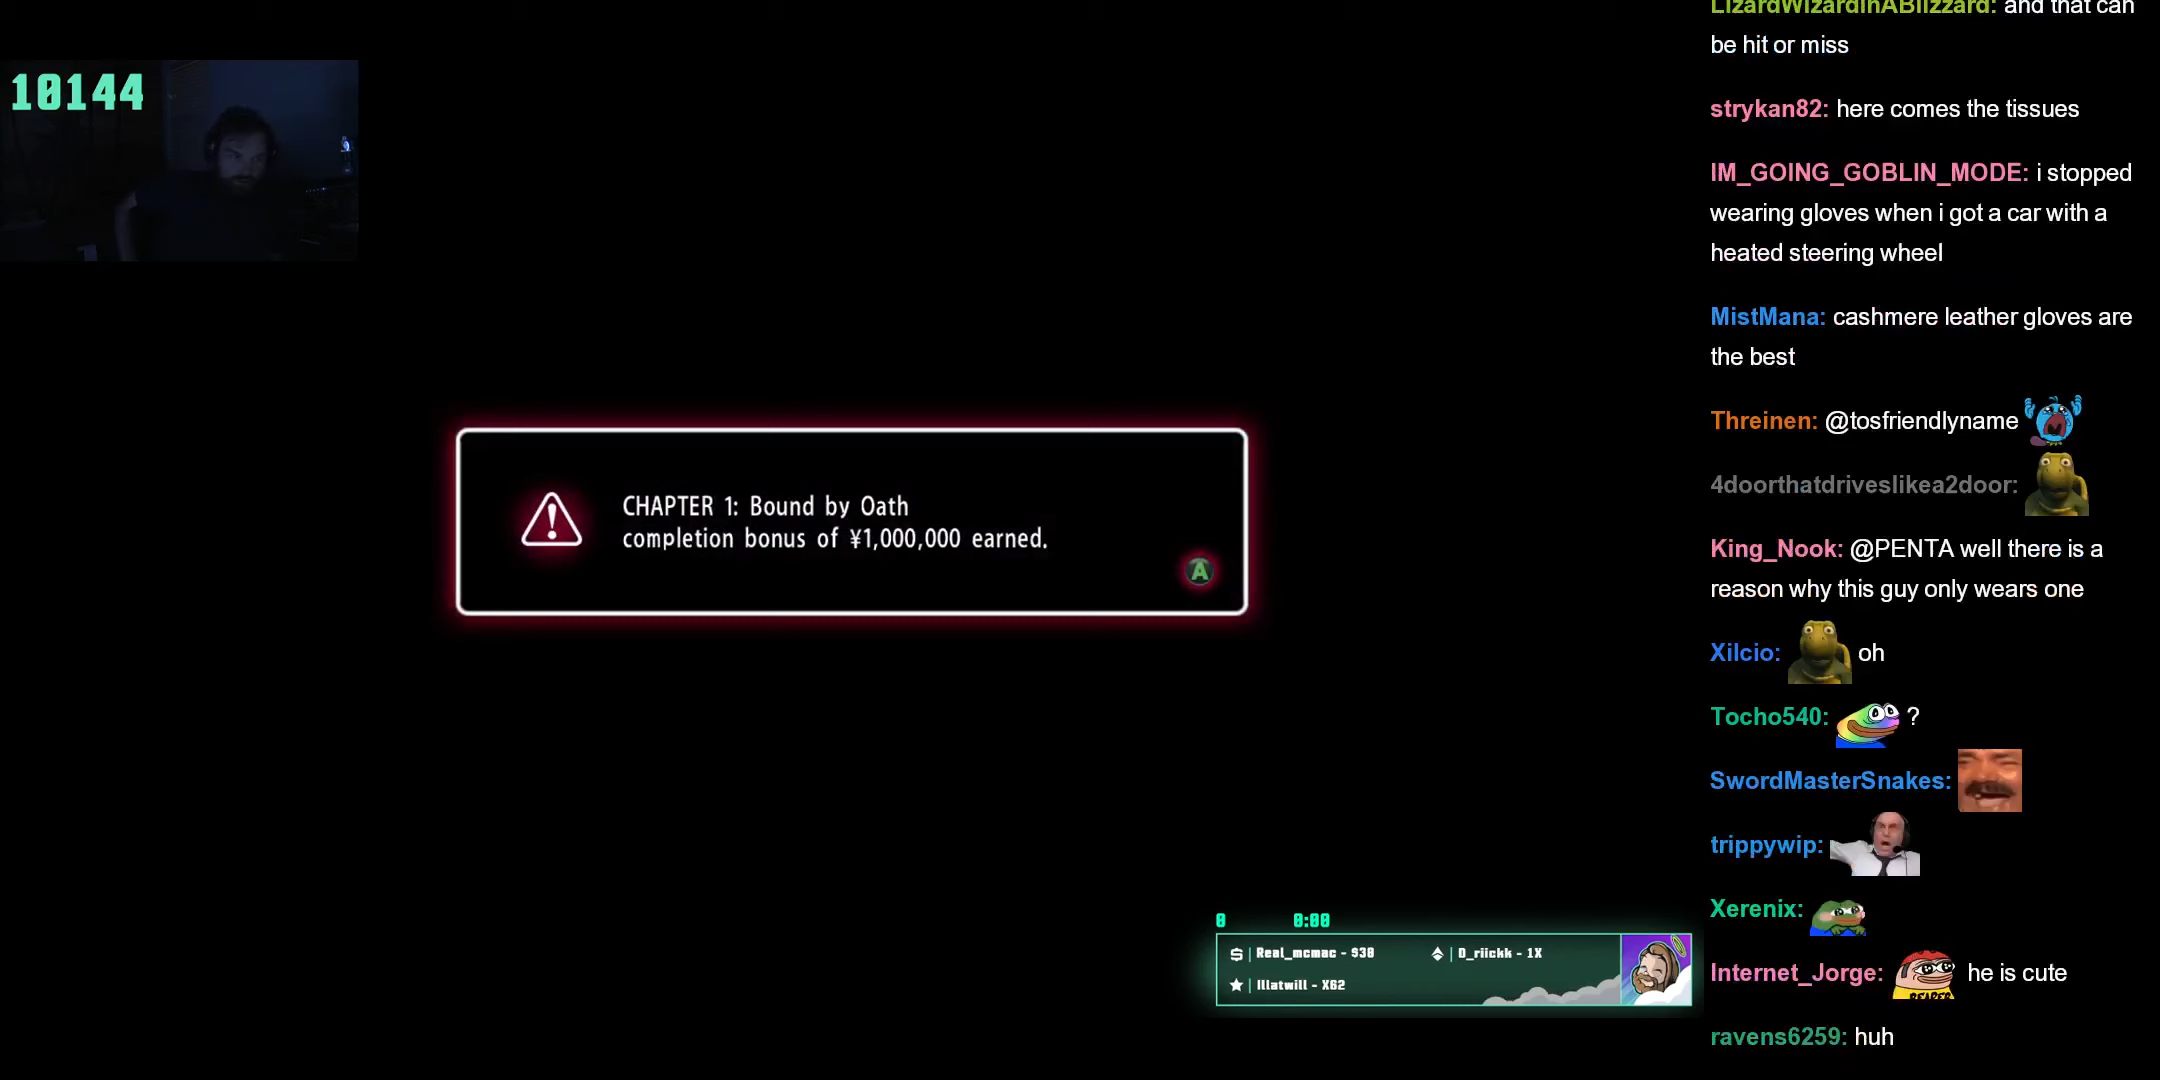 10144
CHAPTER 1: Bound by Oath
completion bonus of ¥1,000,000 earned.
A
0 0:00
$ | Real_mcmac - $30 | D_riickk - 1X
| Illatwill - X62
LizardWizardInABlizzard: and that can
be hit or miss
strykan82: here comes the tissues
IM_GOING_GOBLIN_MODE: i stopped
wearing gloves when i got a car with a
heated steering wheel
MistMana: cashmere leather gloves are
the best
Threinen: @tosfriendlyname
4doorthatdriveslikea2door:
King_Nook: @PENTA well there is a
reason why this guy only wears one
Xilcio: oh
Tocho540: ?
SwordMasterSnakes:
trippywip:
Xerenix:
Internet_Jorge: he is cute
REAPER
ravens6259: huh